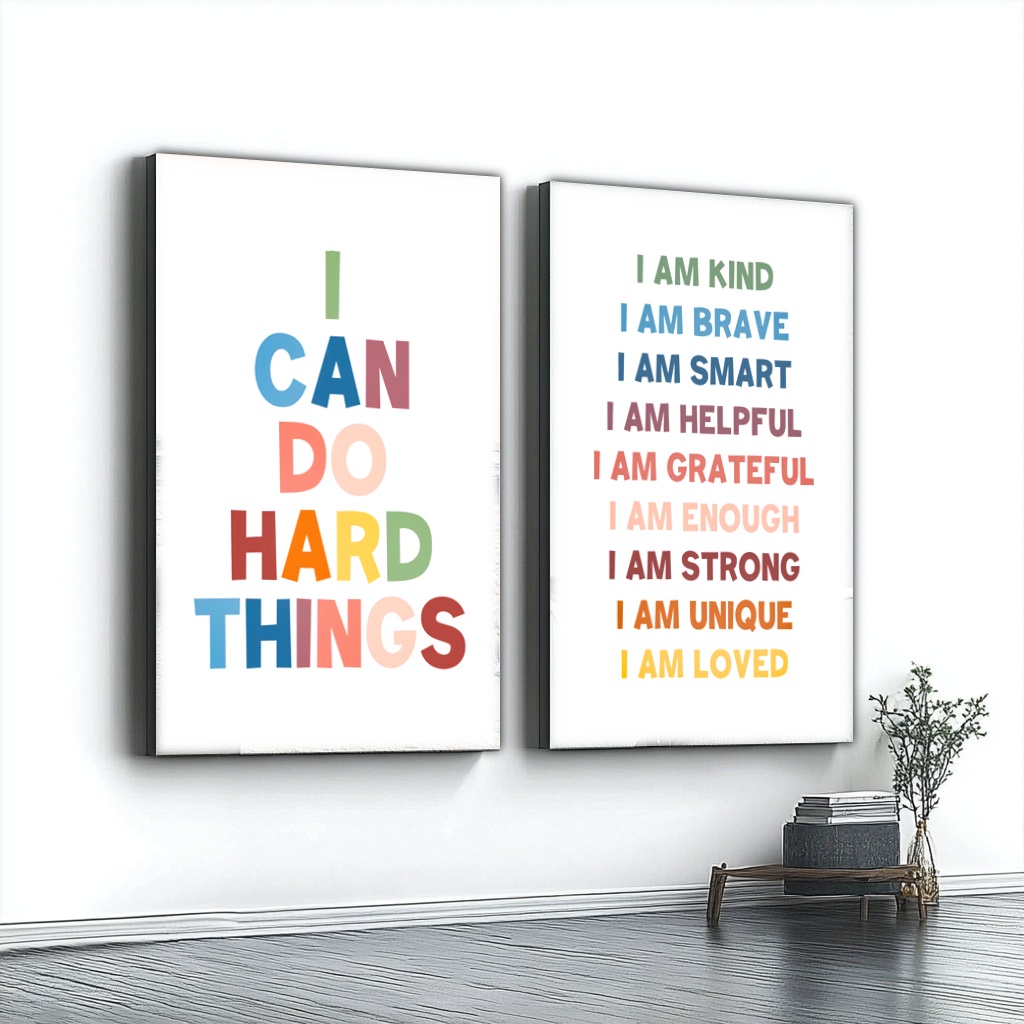 I
CAN
DO
HARD
THINGS
I AM KIND
I AM BRAVE
I AM SMART
I AM HELPFUL
I AM GRATEFUL
I AM ENOUGH
I AM STRONG
I AM UNIQUE
I AM LOVED